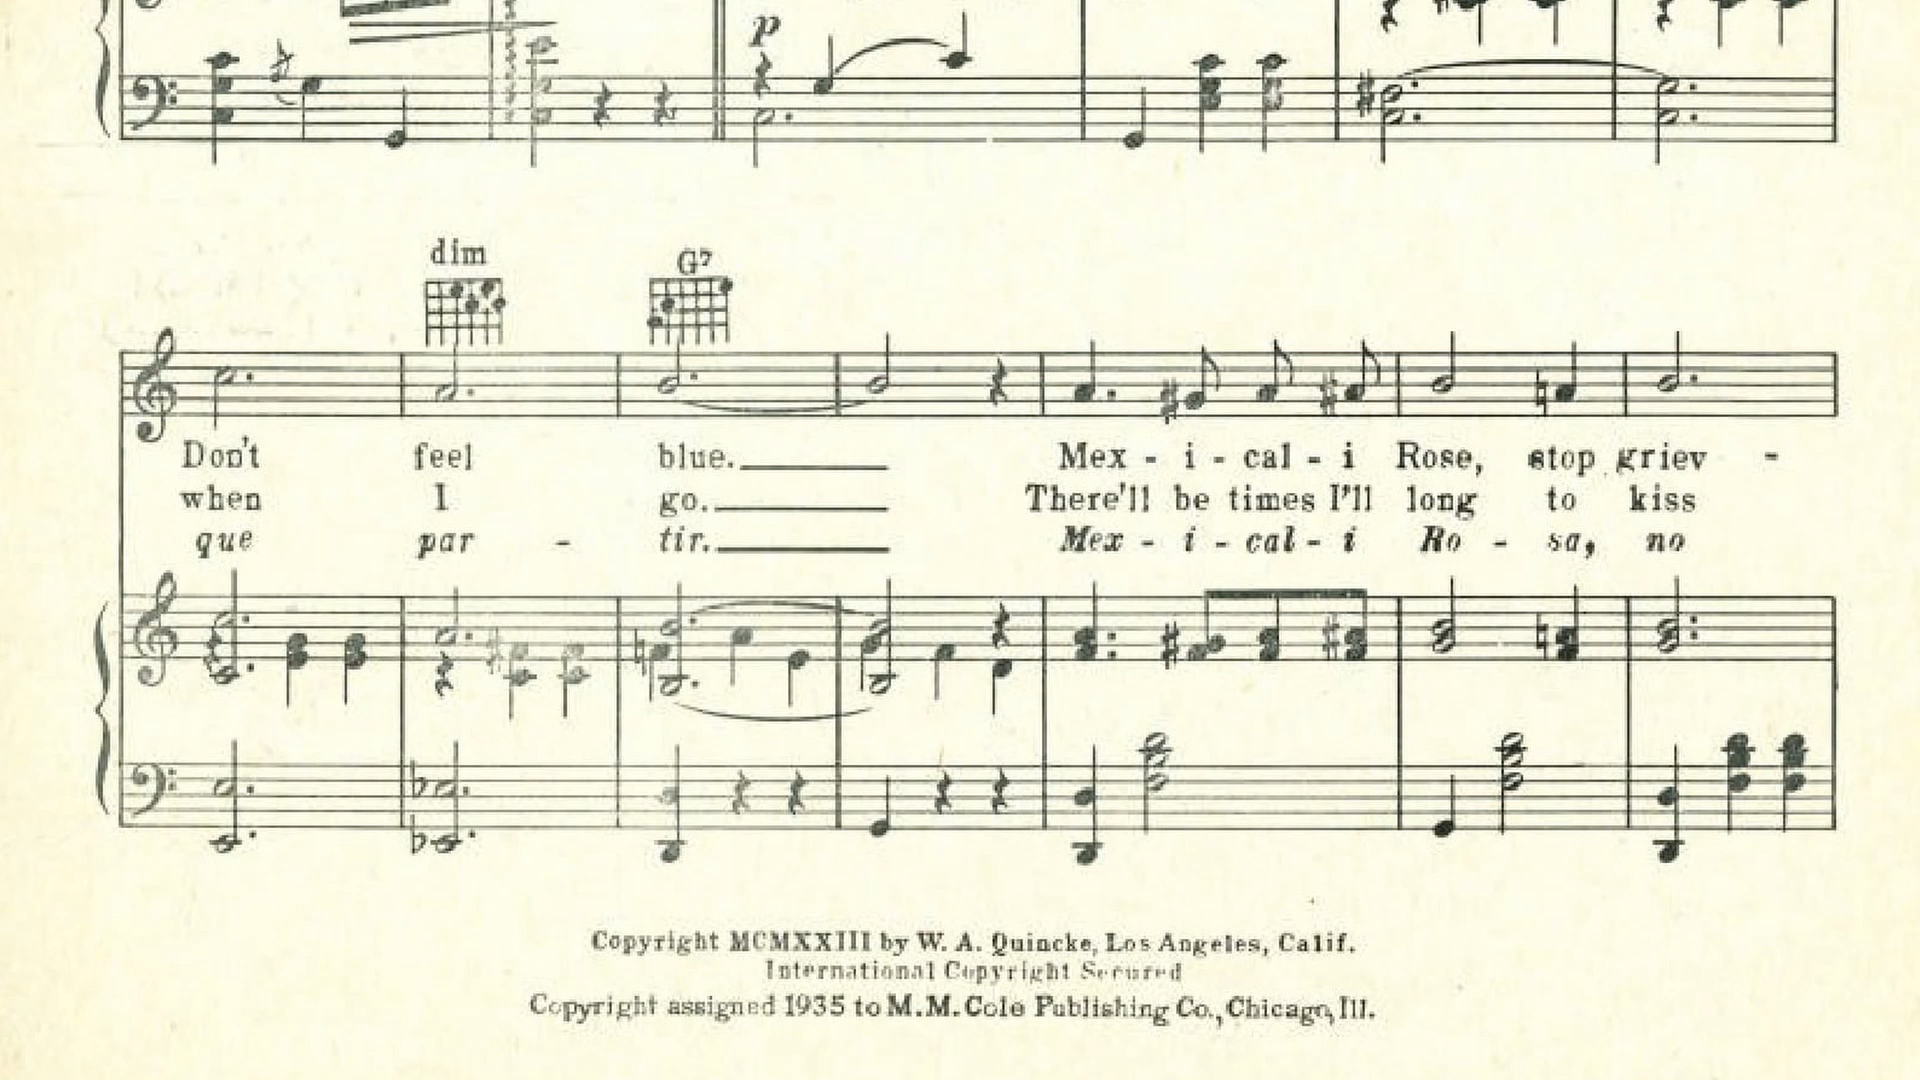 p
dim
G7
Don't feel blue. Mex - i - cal - i Rose, stop griev -
when I go. There'll be times I'll long to kiss
que par - tir. Mex - i - cal - i Ro - sa, no
Copyright MCMXXIII by W. A. Quincke, Los Angeles, Calif.
International Copyright Secured
Copyright assigned 1935 to M.M. Cole Publishing Co., Chicago, Ill.